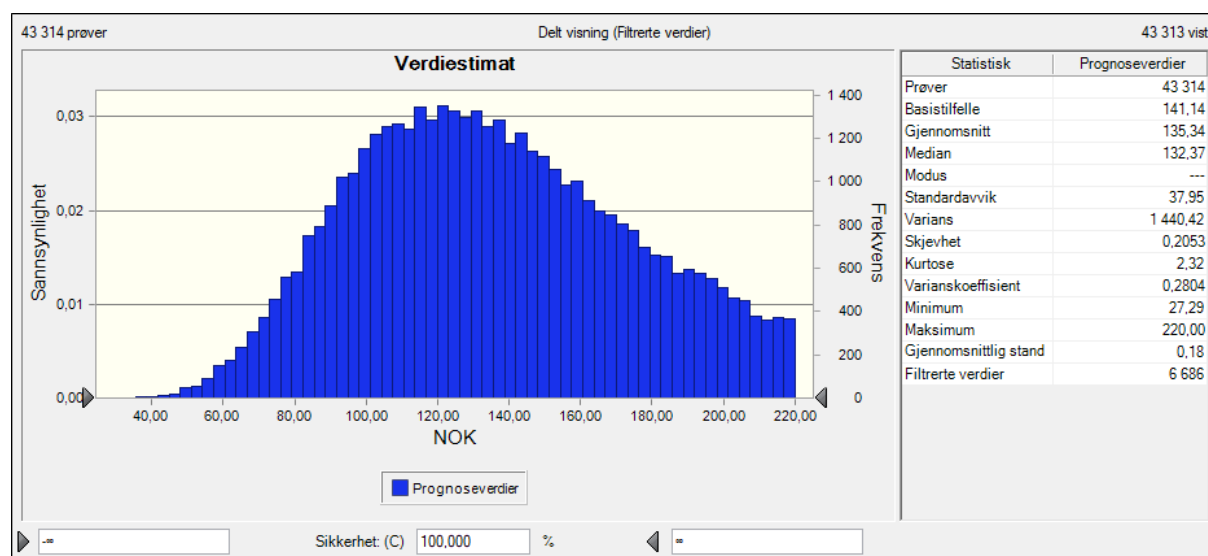 43 314 prøver Delt visning (Filtrerte verdier) 43 313 vist
Verdiestimat
Sannsynlighet
0,03
0,02
0,01
0,00
1 400
1 200
1 000
800
600
400
200
0
Frekvens
40,00 60,00 80,00 100,00 120,00 140,00 160,00 180,00 200,00 220,00
NOK
Prognoseverdier
Statistisk Prognoseverdier
Prøver 43 314
Basistilfelle 141,14
Gjennomsnitt 135,34
Median 132,37
Modus ---
Standardavvik 37,95
Varians 1 440,42
Skjevhet 0,2053
Kurtose 2,32
Varianskoeffisient 0,2804
Minimum 27,29
Maksimum 220,00
Gjennomsnittlig stand 0,18
Filtrerte verdier 6 686
-∞ Sikkerhet: (C) 100,000 % ∞